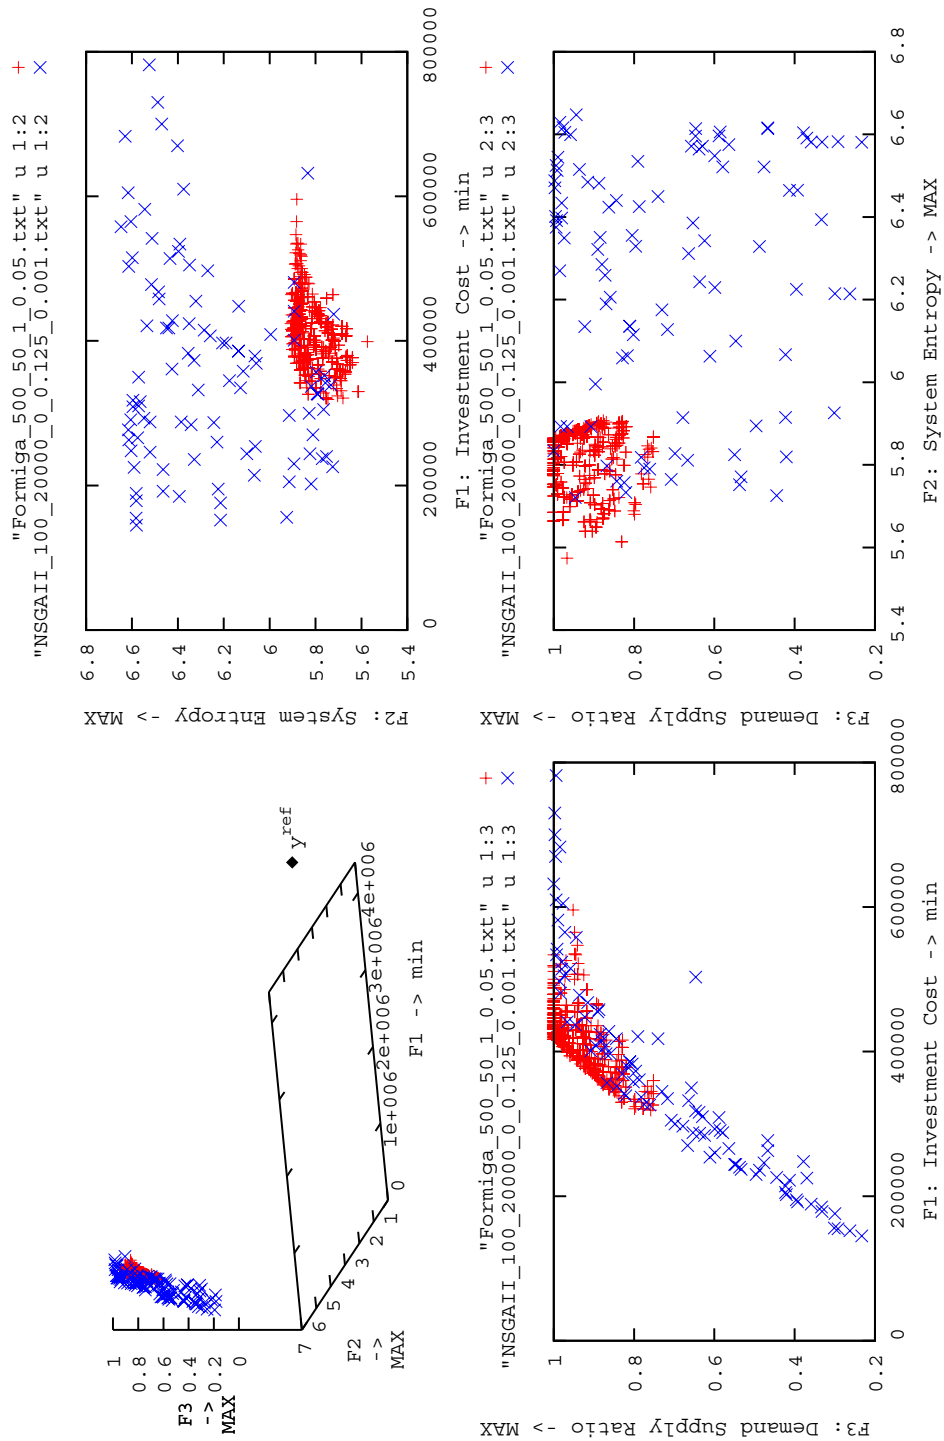 1
0.8
0.6
0.4
0.2
0
F3
->
MAX
yref
7
6
5
4
3
2
1
F2
->
MAX
0
1e+006
2e+006
3e+006
4e+006
F1 -> min
"Formiga_500_50_1_0.05.txt" u 1:2
"NSGAII_100_20000_0_0.125_0.001.txt" u 1:2
6.8
6.6
6.4
6.2
6
5.8
5.6
5.4
F2: System Entropy -> MAX
0 200000 400000 600000 800000
F1: Investment Cost -> min
"Formiga_500_50_1_0.05.txt" u 1:3
"NSGAII_100_20000_0_0.125_0.001.txt" u 1:3
1
0.8
0.6
0.4
0.2
F3: Demand Supply Ratio -> MAX
0 200000 400000 600000 800000
F1: Investment Cost -> min
"Formiga_500_50_1_0.05.txt" u 2:3
"NSGAII_100_20000_0_0.125_0.001.txt" u 2:3
1
0.8
0.6
0.4
0.2
F3: Demand Supply Ratio -> MAX
5.4 5.6 5.8 6 6.2 6.4 6.6 6.8
F2: System Entropy -> MAX